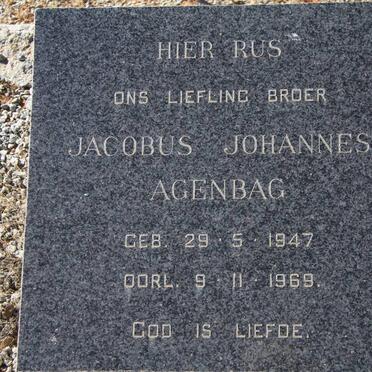 HIER RUS
ONS LIEFLING BROER
JACOBUS JOHANNES
AGENBAG
GEB. 29·5·1947
OORL. 9·11·1969.
GOD IS LIEFDE.